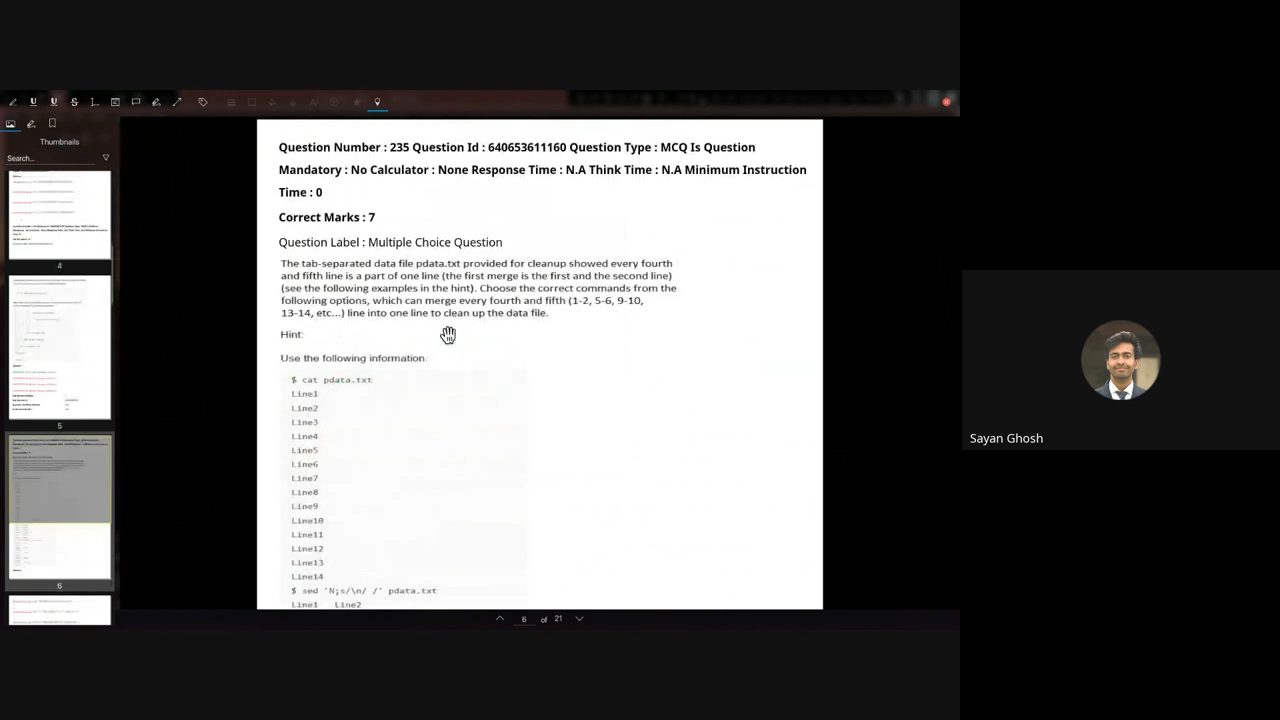 Thumbnails
Search...
4
5
6
Question Number : 235 Question Id : 640653611160 Question Type : MCQ Is Question
Mandatory : No Calculator : None Response Time : N.A Think Time : N.A Minimum Instruction
Time : 0
Correct Marks : 7
Question Label : Multiple Choice Question
The tab-separated data file pdata.txt provided for cleanup showed every fourth
and fifth line is a part of one line (the first merge is the first and the second line)
(see the following examples in the hint). Choose the correct commands from the
following options, which can merge every fourth and fifth (1-2, 5-6, 9-10,
13-14, etc...) line into one line to clean up the data file.
Hint:
Use the following information.
$ cat pdata.txt
Line1
Line2
Line3
Line4
Line5
Line6
Line7
Line8
Line9
Line10
Line11
Line12
Line13
Line14
$ sed 'N;s/\n/ /' pdata.txt
Line1 Line2
6 of 21
Sayan Ghosh